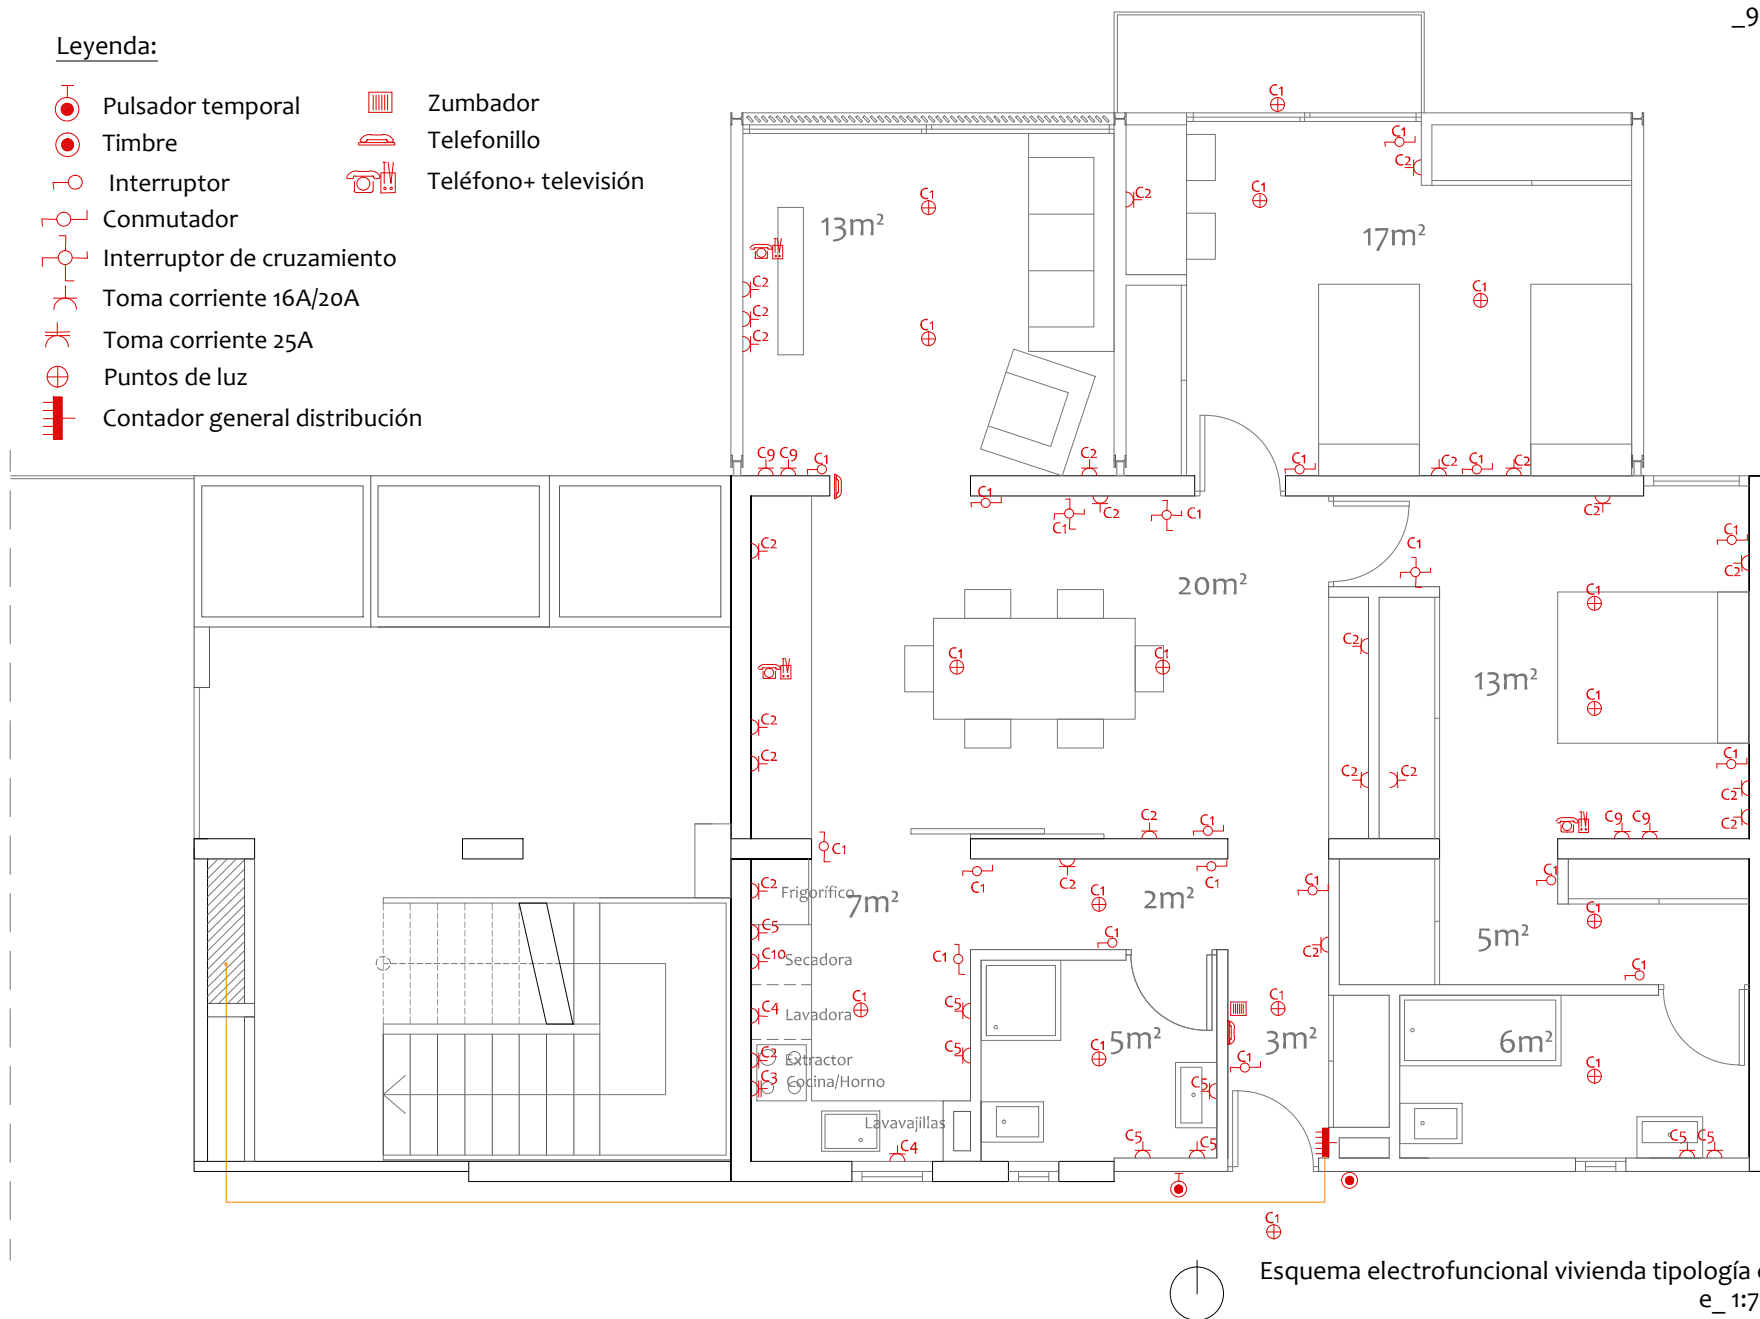 _9
Leyenda:
Pulsador temporal
Zumbador
Timbre
Telefonillo
Interruptor
Teléfono+ televisión
Conmutador
Interruptor de cruzamiento
Toma corriente 16A/20A
Toma corriente 25A
Puntos de luz
Contador general distribución
C1
C1
C2
C1
C1
C2
13m²
17m²
C1
C2
C2
C2
C1
C9 C9 C1
C2
C1
C2 C1 C2
C1
C1
C2
C1
C2
C1
C2
C1
C1
C2
20m²
C1
C2
C1
C1
C2
13m²
C1
C2
C2
C1
C2
C2
C2
C9 C9
C2
C2
C1
C1
C1
C2
C1
C1
C1
C2
Frigorífico
7m²
C1
2m²
C1
C5
C1
C1
C2
5m²
C10
Secadora
C1
C1
C4
Lavadora
C1
C5
C1
C2
Extractor
C5
C1
5m²
3m²
6m²
C3
Cocina/Horno
C1
C5
C1
Lavavajillas
C4
C5
C5
C5 C5
C1
Esquema electrofuncional vivienda tipología
e_ 1:7